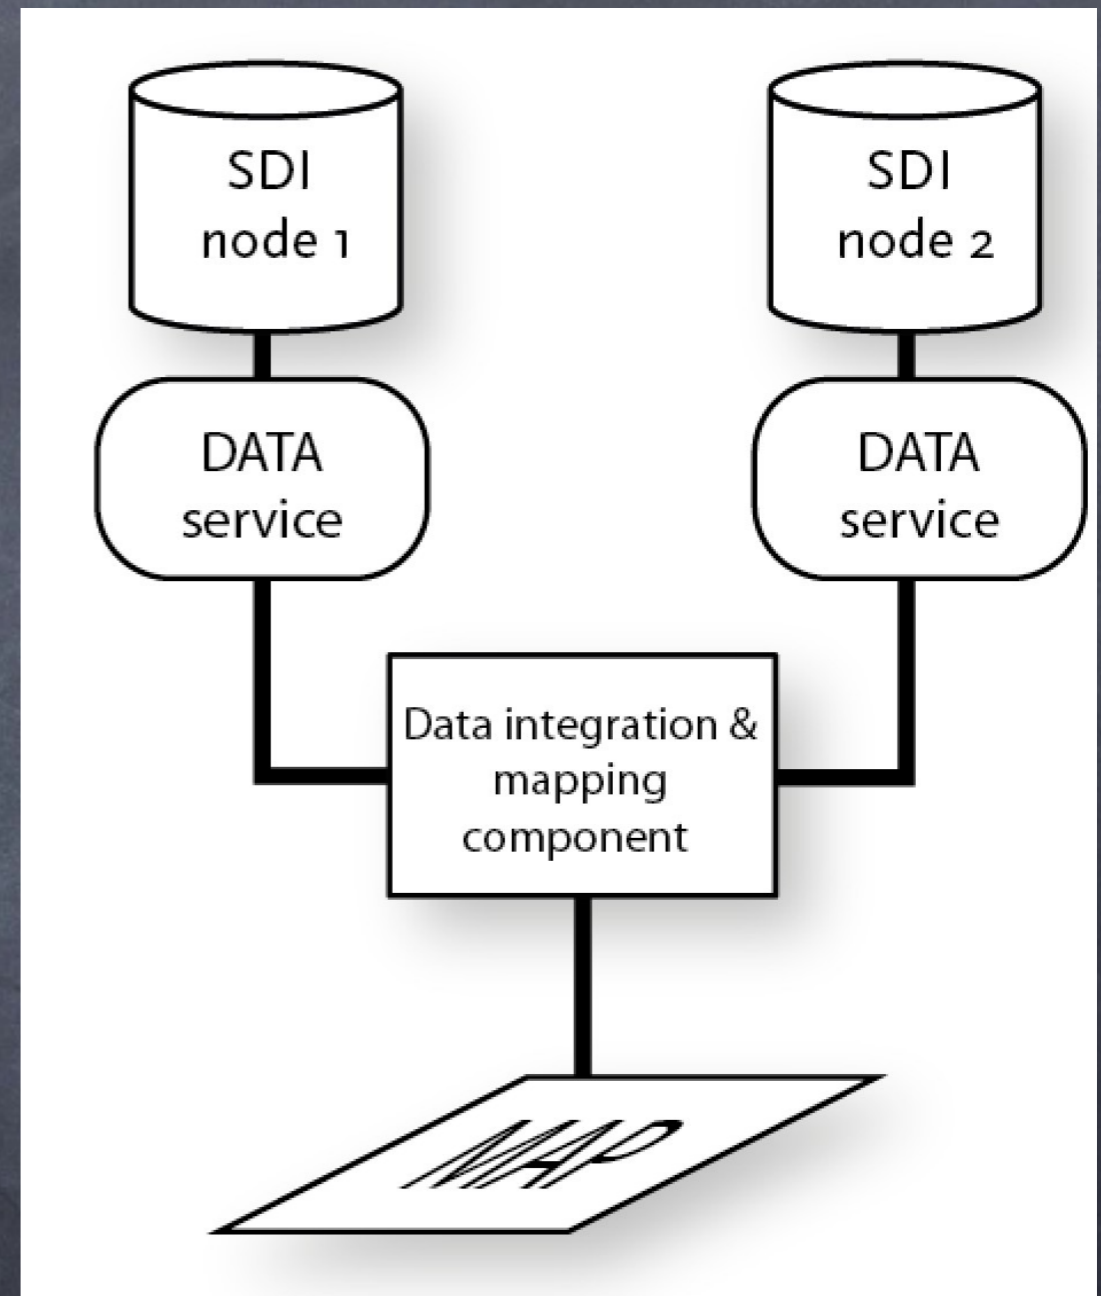 SDI
node 1
SDI
node 2
DATA
service
DATA
service
Data integration &
mapping
component
MAP